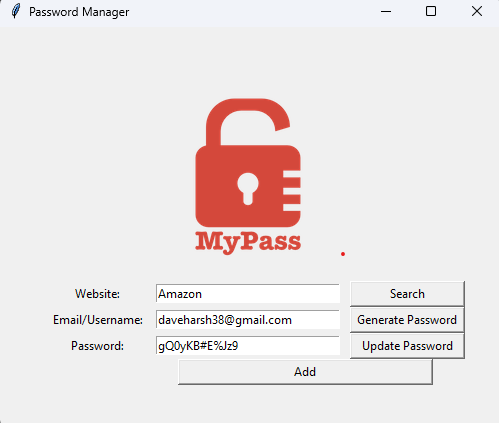 Password Manager
MyPass
Website: Amazon Search
Email/Username: daveharsh38@gmail.com Generate Password
Password: gQ0yKB#E%Jz9 Update Password
Add